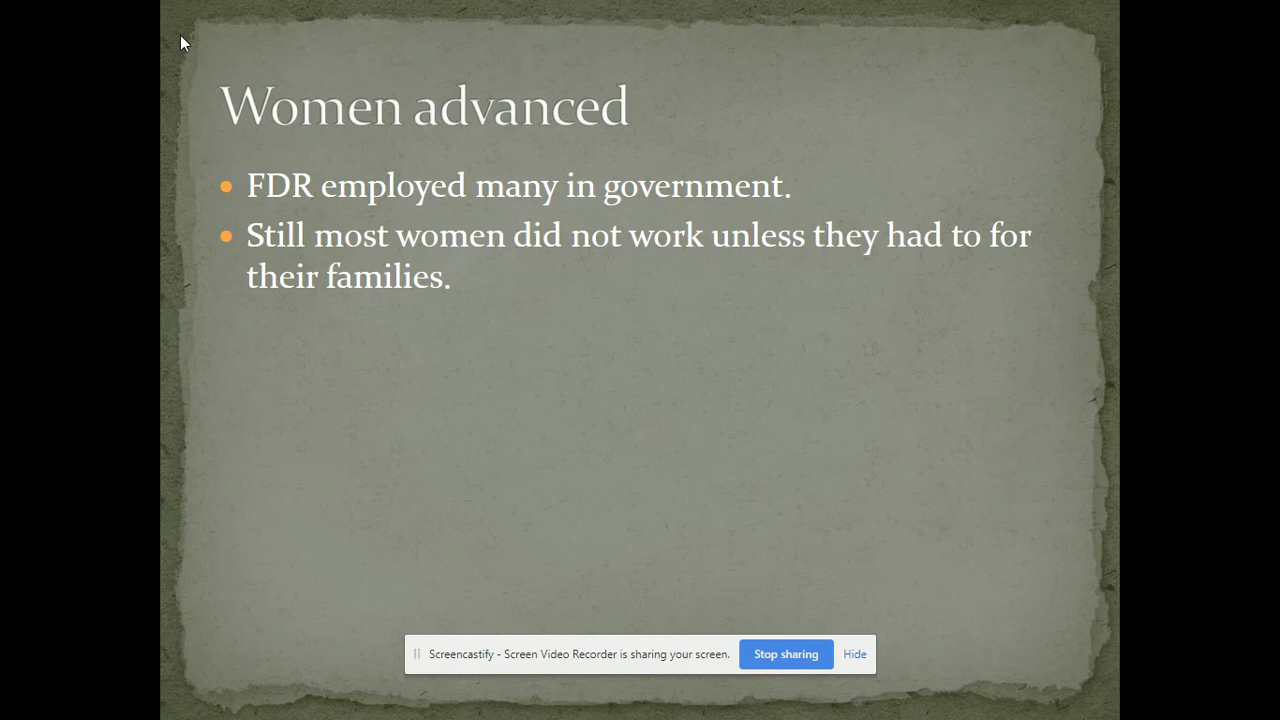 Women advanced
FDR employed many in government.
Still most women did not work unless they had to for
their families.
Screencastify - Screen Video Recorder is sharing your screen. Stop sharing Hide